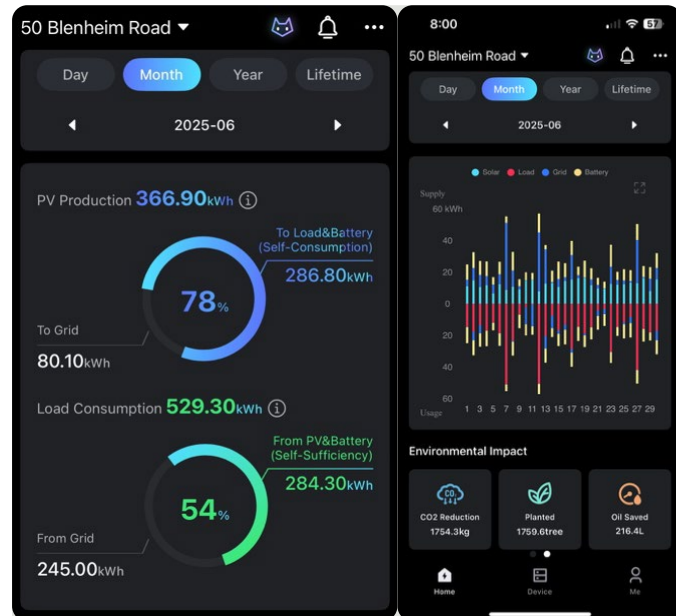 50 Blenheim Road
Day Month Year Lifetime
2025-06
PV Production 366.90kWh
To Load&Battery
(Self-Consumption)
286.80kWh
78%
To Grid
80.10kWh
Load Consumption 529.30kWh
From PV&Battery
(Self-Sufficiency)
284.30kWh
54%
From Grid
245.00kWh
8:00 57
50 Blenheim Road
Day Month Year Lifetime
2025-06
Solar Load Grid Battery
Supply
60 kWh
40
20
0
20
40
60
Usage 1 3 5 7 9 11 13 15 17 19 21 23 25 27 29
Environmental Impact
CO2
CO2 Reduction Planted Oil Saved
1754.3kg 1759.6tree 216.4L
Home Device Me